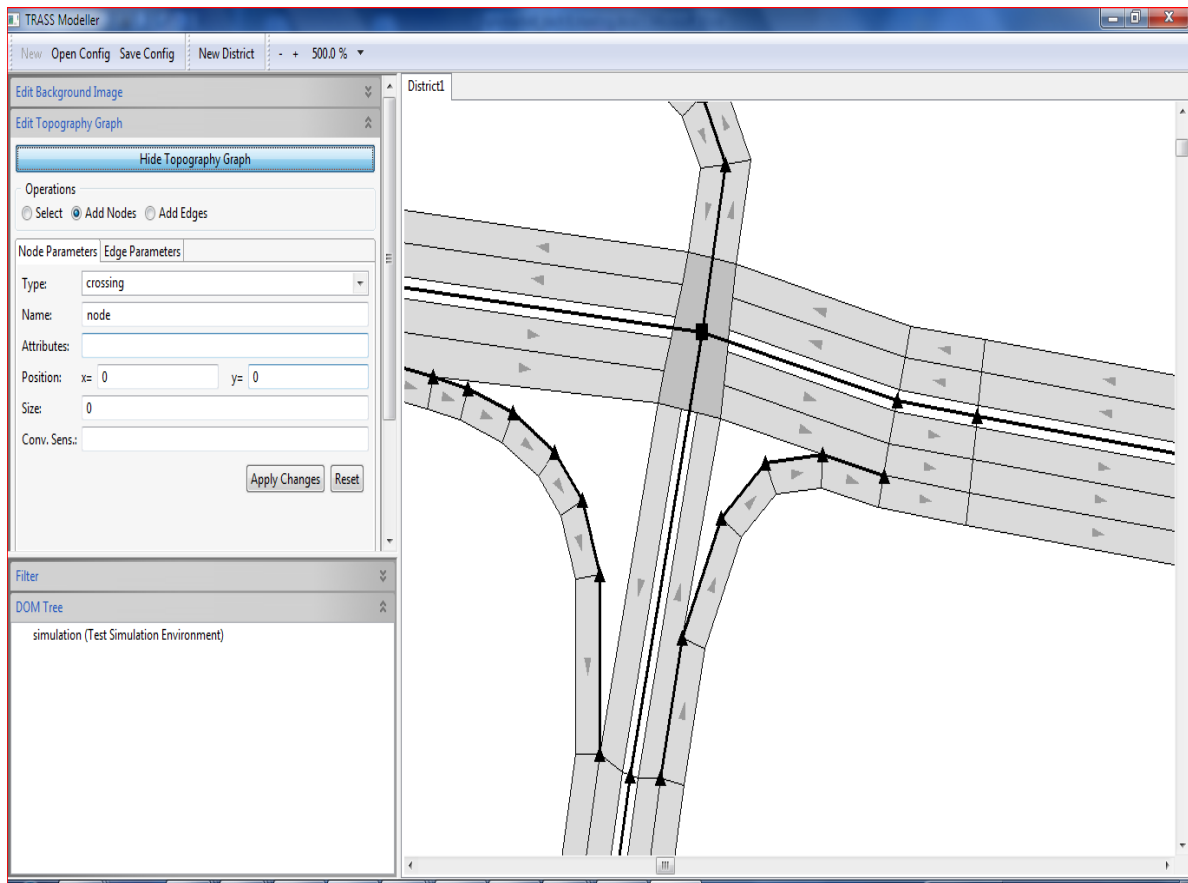 TRASS Modeller
New Open Config Save Config New District - + 500.0 %
Edit Background Image
Edit Topography Graph
Hide Topography Graph
Operations
Select Add Nodes Add Edges
Node Parameters Edge Parameters
Type: crossing
Name: node
Attributes:
Position: x= 0 y= 0
Size: 0
Conv. Sens.:
Apply Changes Reset
Filter
DOM Tree
simulation (Test Simulation Environment)
District1